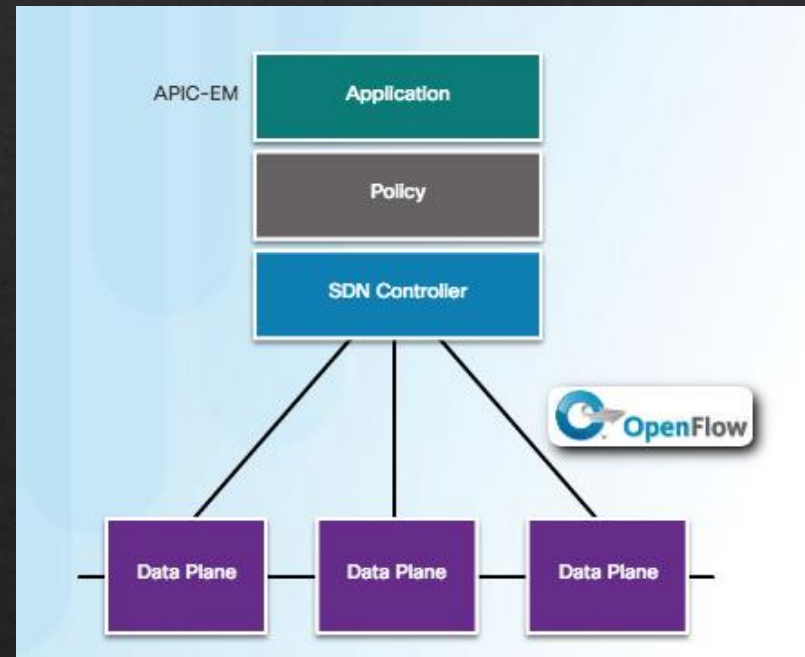 APIC-EM
Application
Policy
SDN Controller
OpenFlow
Data Plane
Data Plane
Data Plane